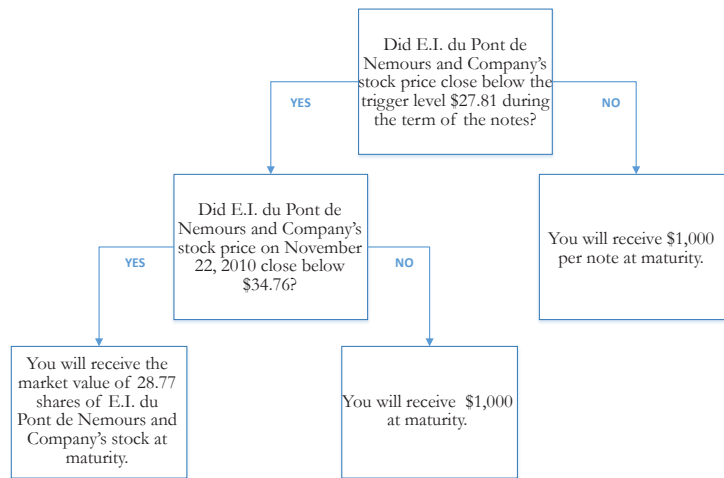 Did E.I. du Pont de
Nemours and Company's
stock price close below the
trigger level $27.81 during
the term of the notes?
YES
NO
Did E.I. du Pont de
Nemours and Company's
stock price on November
22, 2010 close below
$34.76?
You will receive $1,000
per note at maturity.
YES
NO
You will receive the
market value of 28.77
shares of E.I. du
Pont de Nemours and
Company's stock at
maturity.
You will receive $1,000
at maturity.